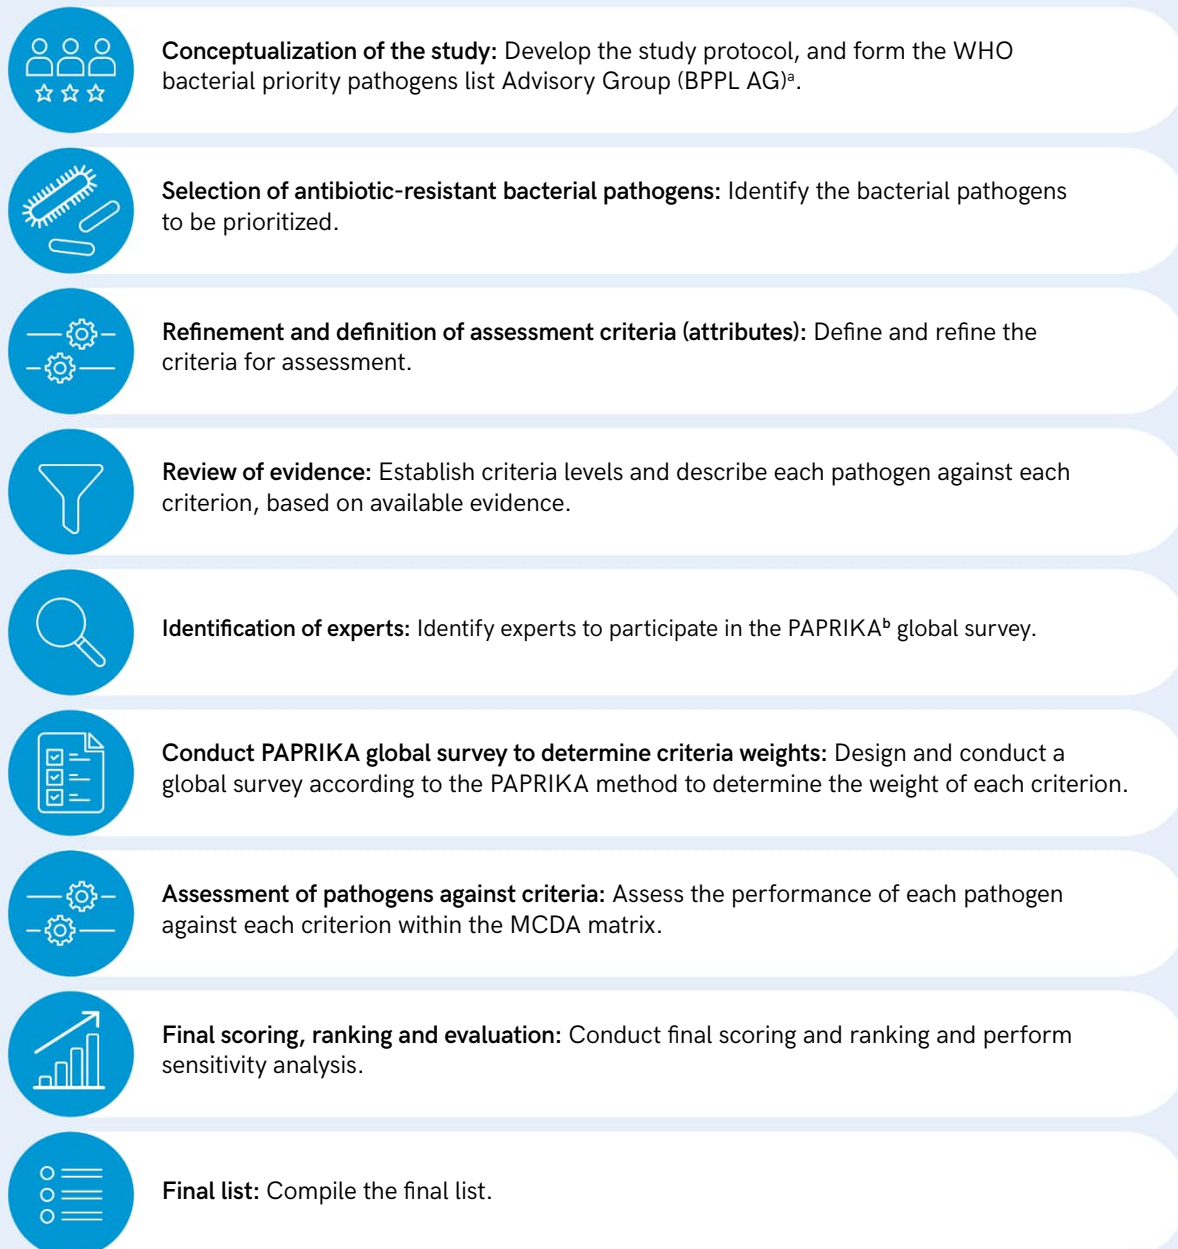 Conceptualization of the study: Develop the study protocol, and form the WHO
bacterial priority pathogens list Advisory Group (BPPL AG)ᵃ.
Selection of antibiotic-resistant bacterial pathogens: Identify the bacterial pathogens
to be prioritized.
Refinement and definition of assessment criteria (attributes): Define and refine the
criteria for assessment.
Review of evidence: Establish criteria levels and describe each pathogen against each
criterion, based on available evidence.
Identification of experts: Identify experts to participate in the PAPRIKAᵇ global survey.
Conduct PAPRIKA global survey to determine criteria weights: Design and conduct a
global survey according to the PAPRIKA method to determine the weight of each criterion.
Assessment of pathogens against criteria: Assess the performance of each pathogen
against each criterion within the MCDA matrix.
Final scoring, ranking and evaluation: Conduct final scoring and ranking and perform
sensitivity analysis.
Final list: Compile the final list.